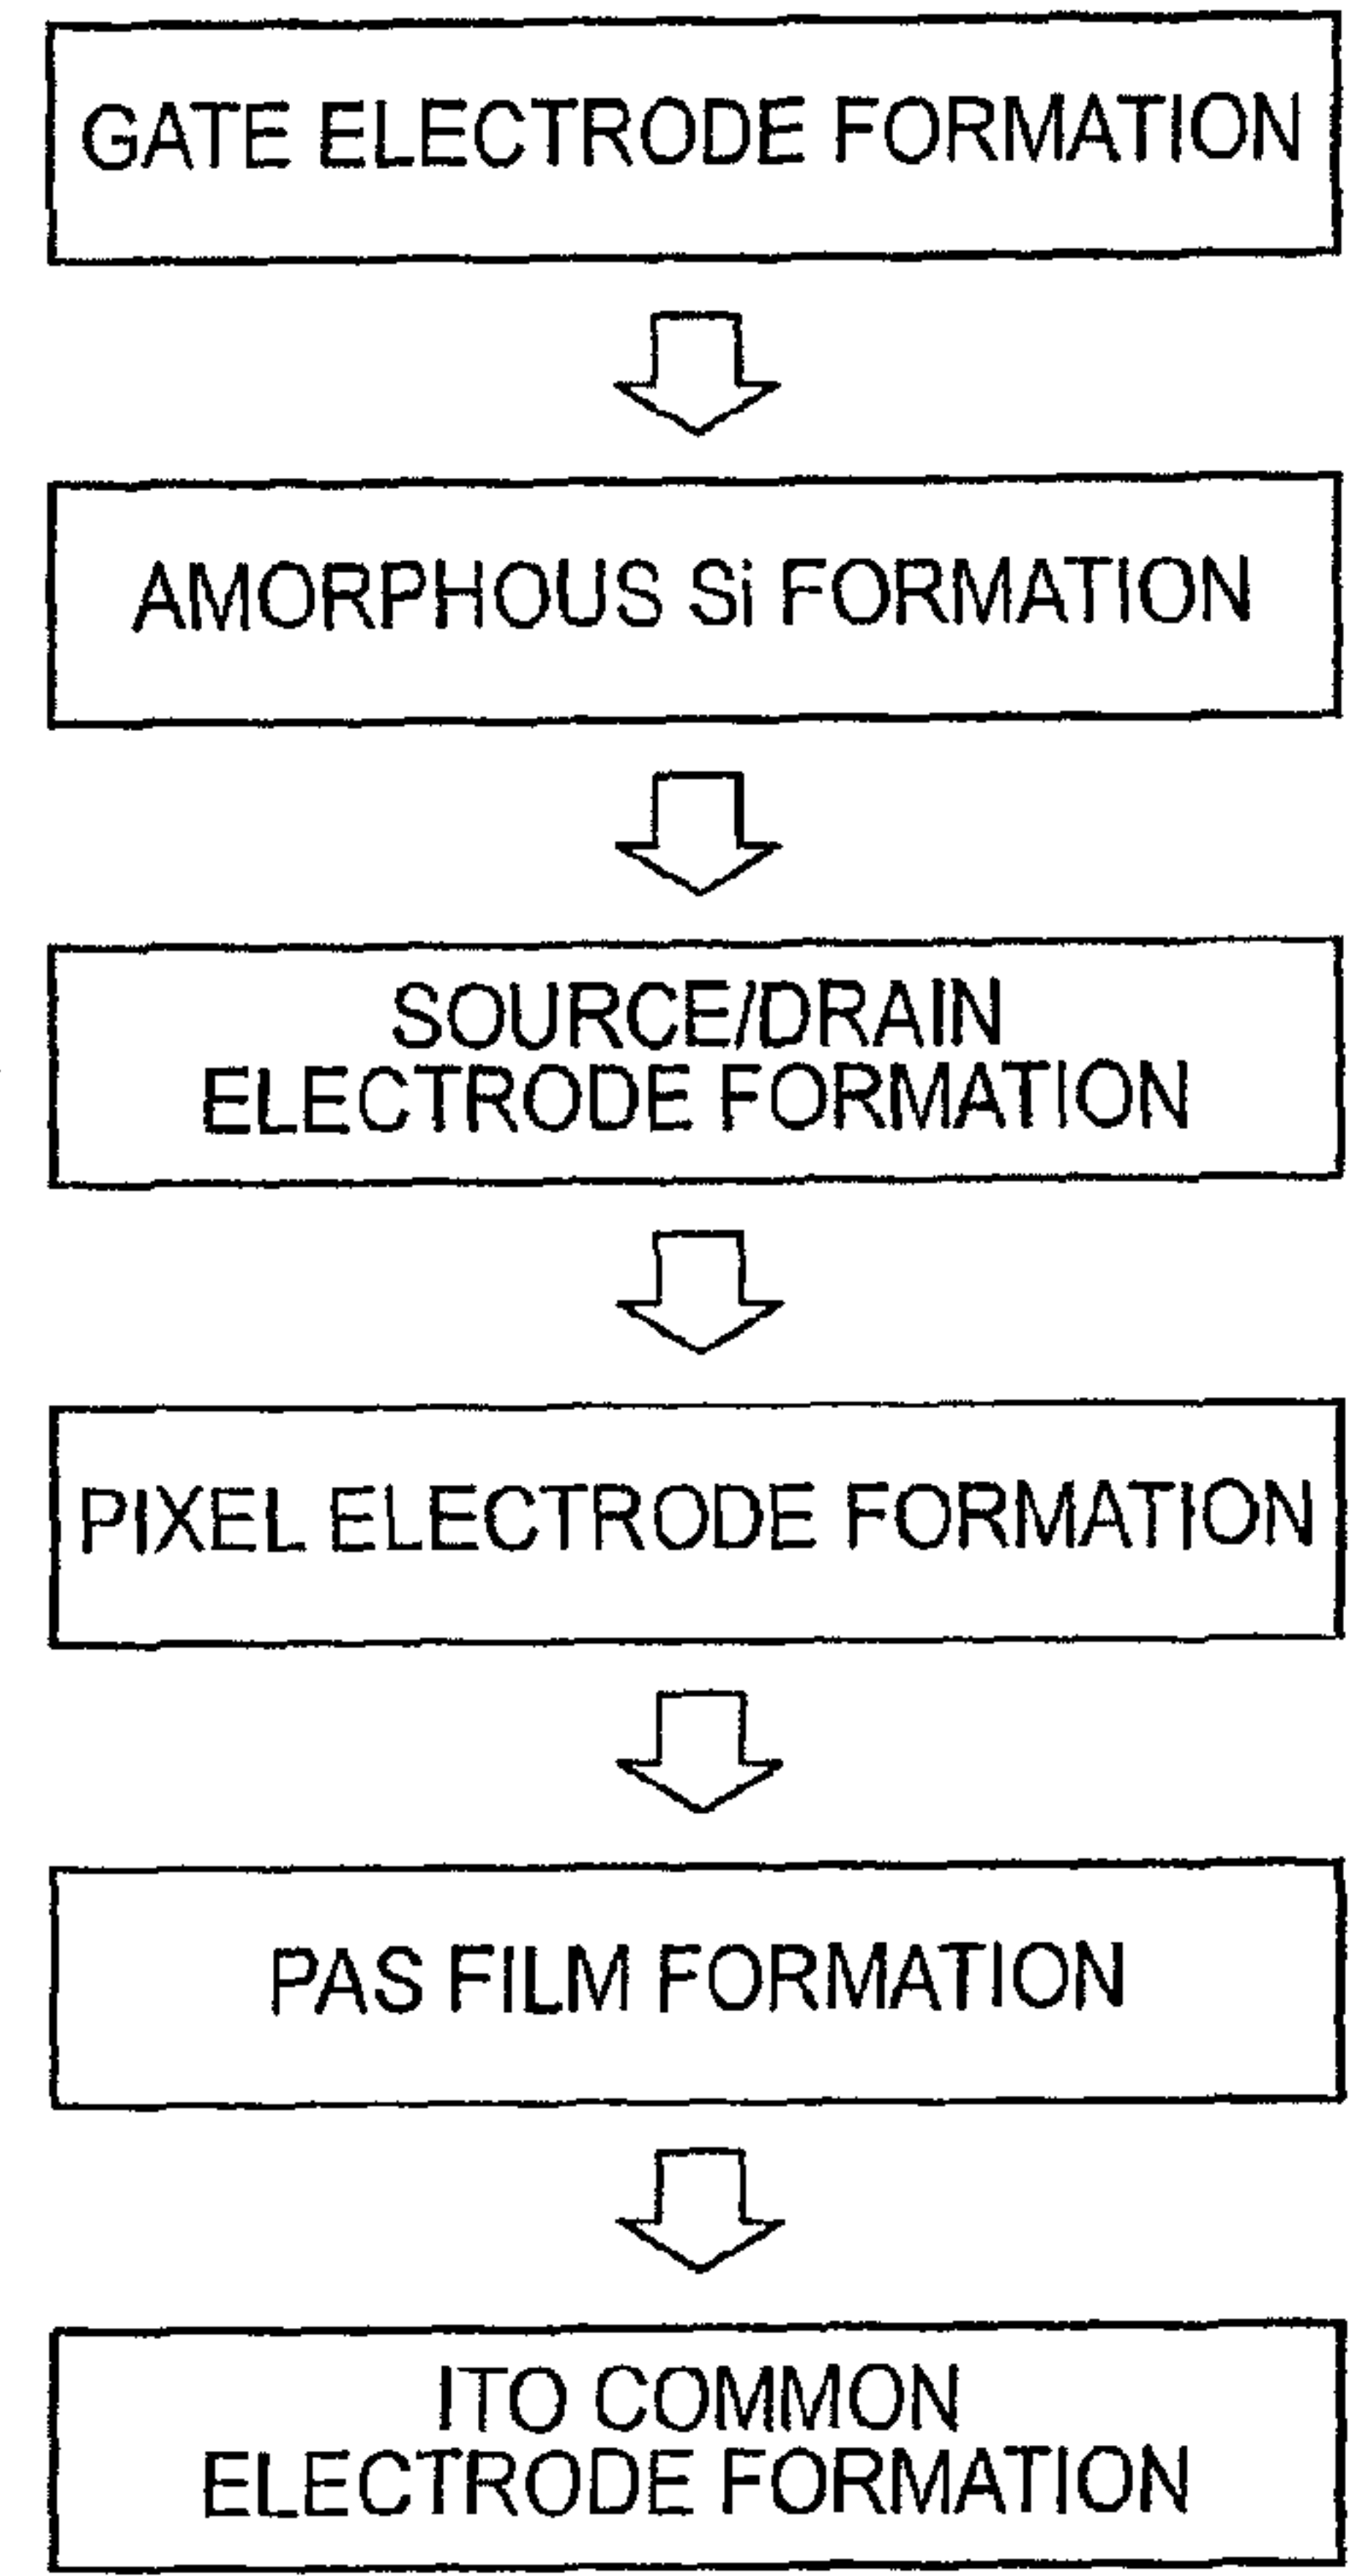 GATE ELECTRODE FORMATION
AMORPHOUS Si FORMATION
SOURCE/DRAIN
ELECTRODE FORMATION
PIXEL ELECTRODE FORMATION
PAS FILM FORMATION
ITO COMMON
ELECTRODE FORMATION